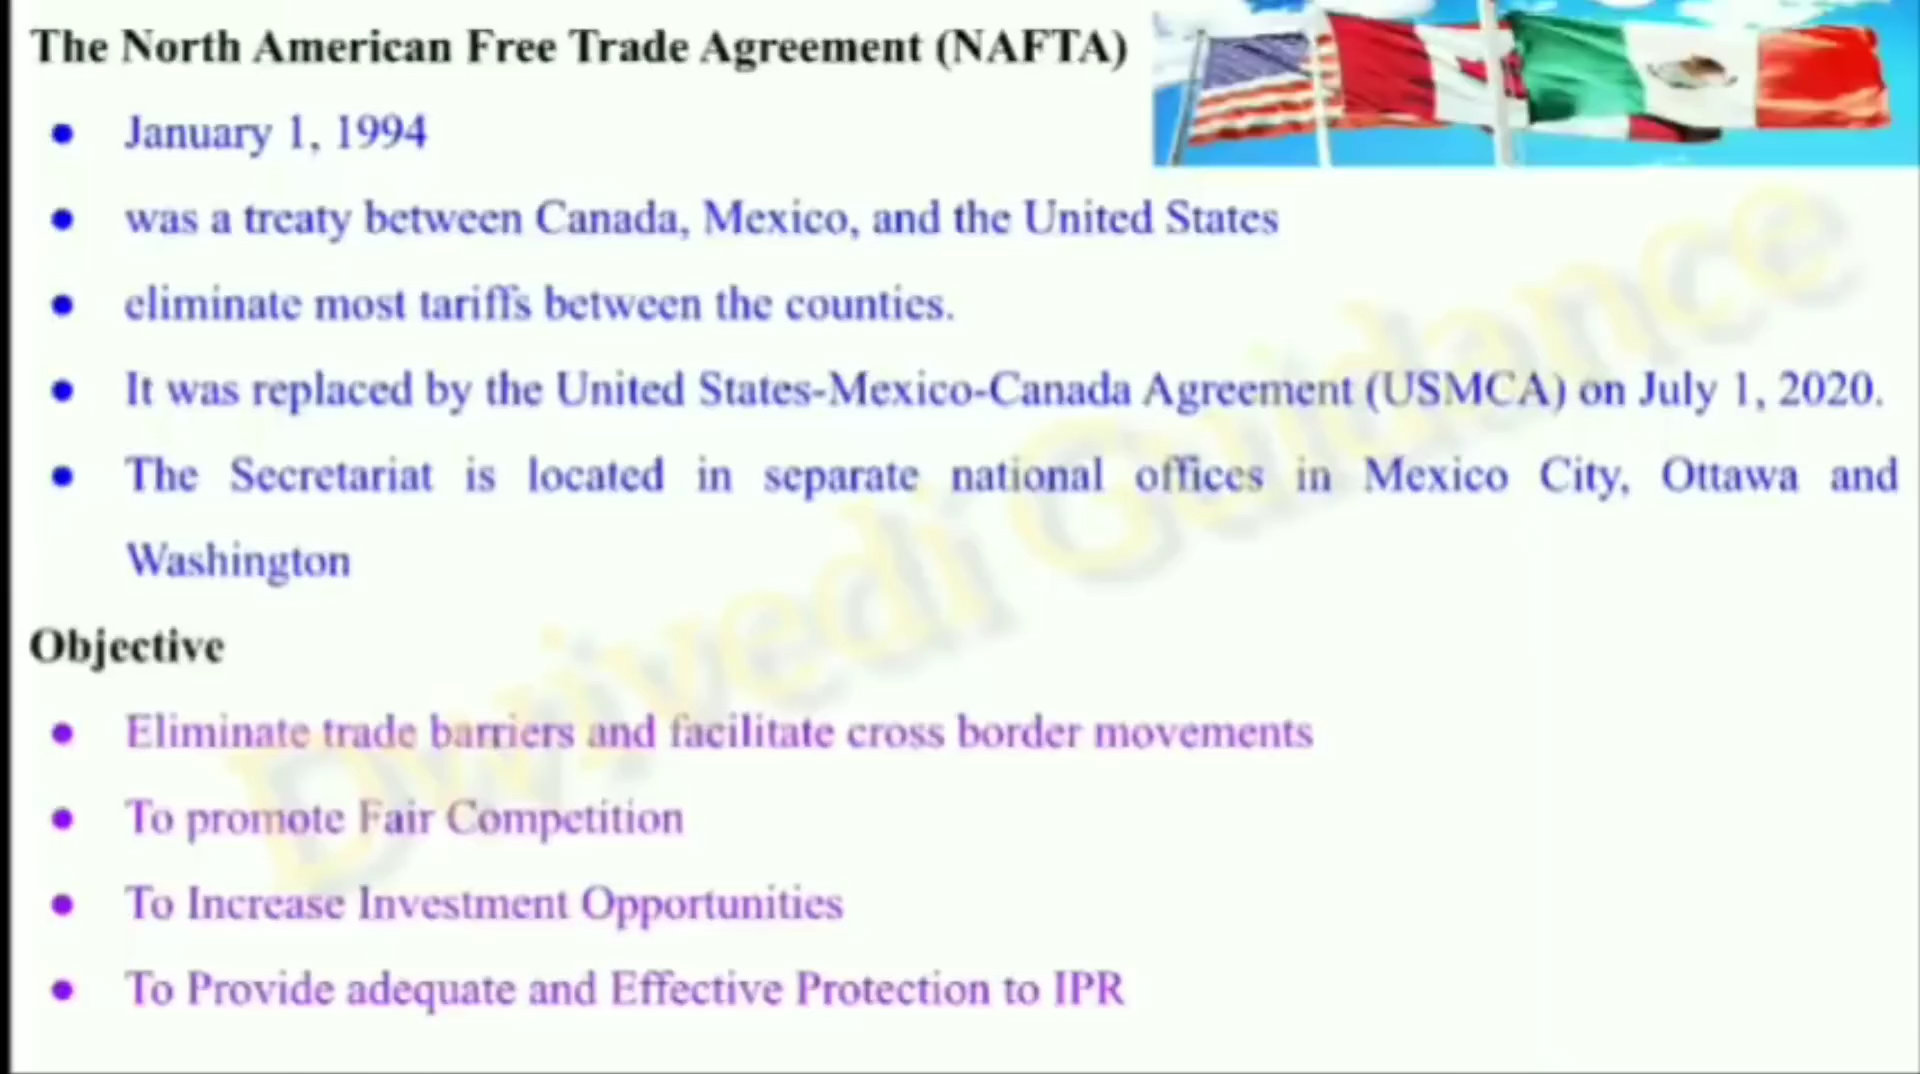 The North American Free Trade Agreement (NAFTA)
● January 1, 1994
● was a treaty between Canada, Mexico, and the United States
● eliminate most tariffs between the counties.
● It was replaced by the United States-Mexico-Canada Agreement (USMCA) on July 1, 2020.
● The Secretariat is located in separate national offices in Mexico City, Ottawa and
Washington
Objective
● Eliminate trade barriers and facilitate cross border movements
● To promote Fair Competition
● To Increase Investment Opportunities
● To Provide adequate and Effective Protection to IPR
Dwivedi Guidance